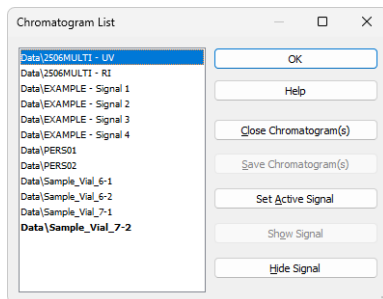 Chromatogram List
Data\2506MULTI - UV
Data\2506MULTI - RI
Data\EXAMPLE - Signal 1
Data\EXAMPLE - Signal 2
Data\EXAMPLE - Signal 3
Data\EXAMPLE - Signal 4
Data\PERS01
Data\PERS02
Data\Sample_Vial_6-1
Data\Sample_Vial_6-2
Data\Sample_Vial_7-1
Data\Sample_Vial_7-2
OK
Help
Close Chromatogram(s)
Save Chromatogram(s)
Set Active Signal
Show Signal
Hide Signal